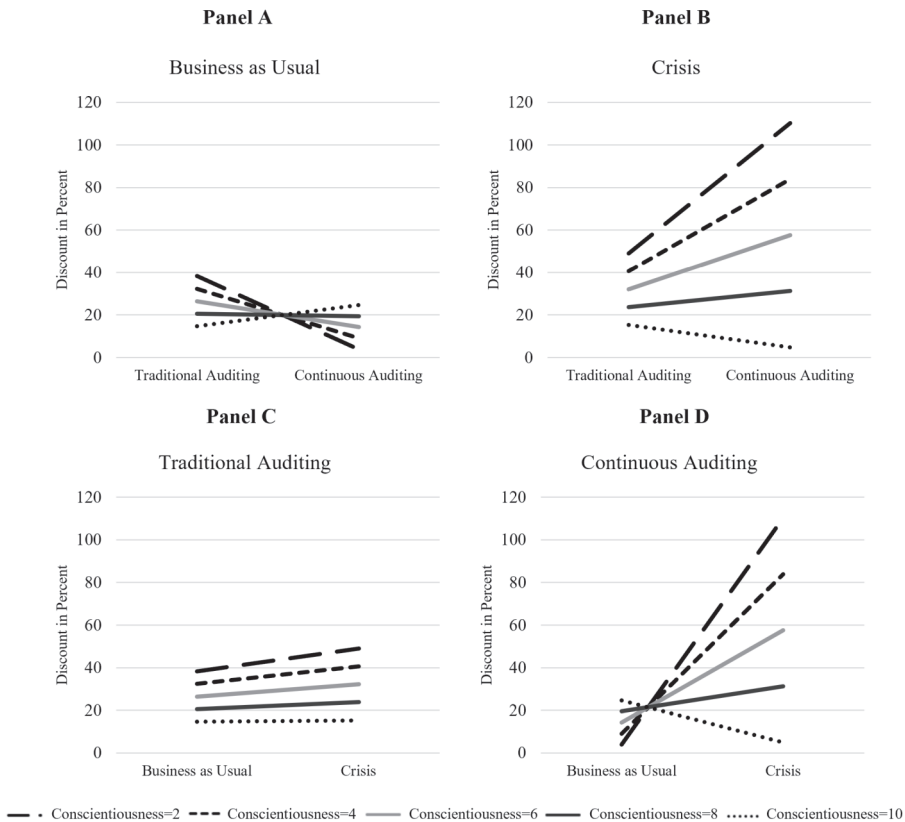 Panel A
Business as Usual
120
100
80
60
40
20
0
Discount in Percent
Traditional Auditing
Continuous Auditing
Panel B
Crisis
120
100
80
60
40
20
0
Discount in Percent
Traditional Auditing
Continuous Auditing
Panel C
Traditional Auditing
120
100
80
60
40
20
0
Discount in Percent
Business as Usual
Crisis
Panel D
Continuous Auditing
120
100
80
60
40
20
0
Discount in Percent
Business as Usual
Crisis
Conscientiousness=2
Conscientiousness=4
Conscientiousness=6
Conscientiousness=8
Conscientiousness=10